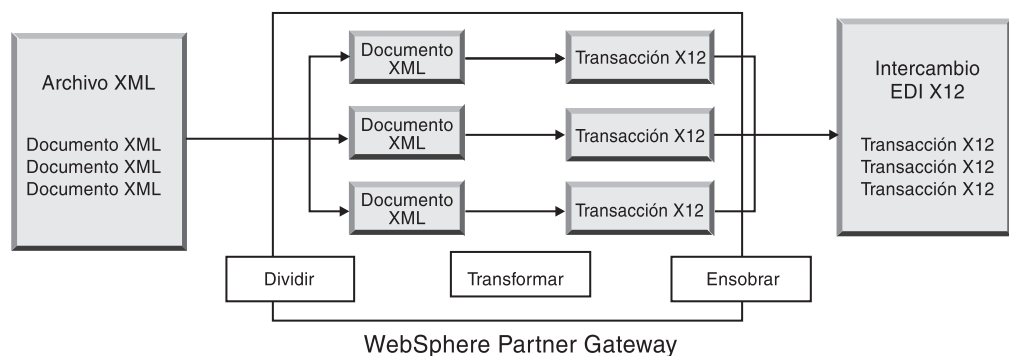 Archivo XML
Documento XML
Documento XML
Documento XML
Documento
XML
Transacción X12
Documento
XML
Transacción X12
Documento
XML
Transacción X12
Intercambio
EDI X12
Transacción X12
Transacción X12
Transacción X12
Dividir
Transformar
Ensobrar
WebSphere Partner Gateway